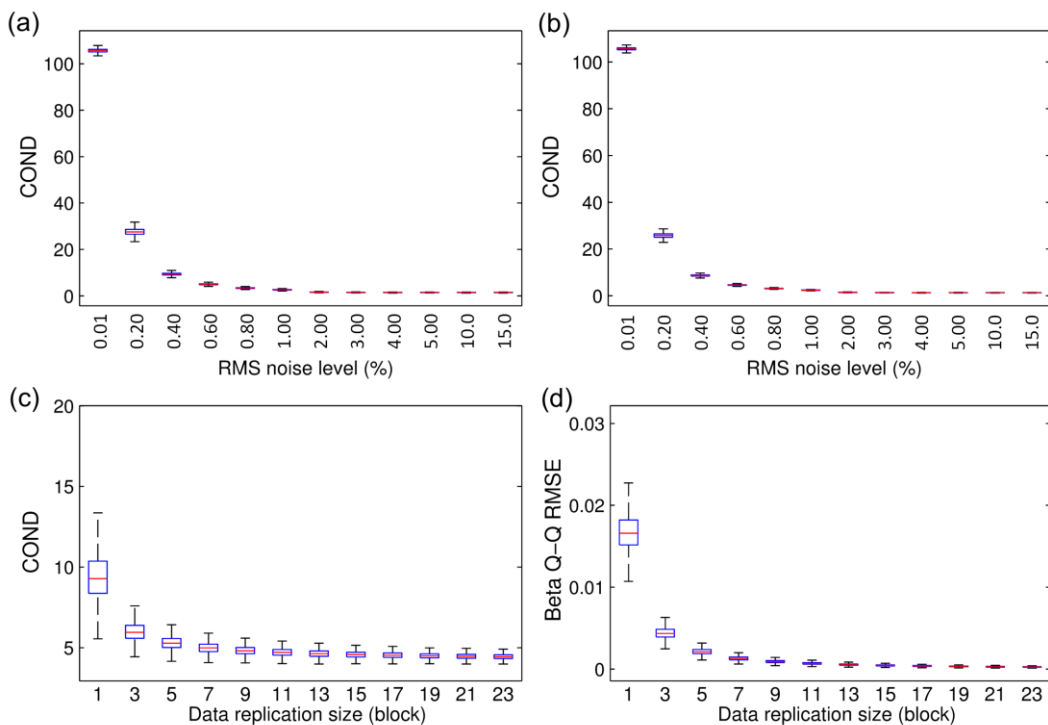 (a)
100
80
60
40
20
0
COND
0.01 0.20 0.40 0.60 0.80 1.00 2.00 3.00 4.00 5.00 10.0 15.0
RMS noise level (%)
(b)
100
80
60
40
20
0
COND
0.01 0.20 0.40 0.60 0.80 1.00 2.00 3.00 4.00 5.00 10.0 15.0
RMS noise level (%)
(c)
20
15
10
5
COND
1 3 5 7 9 11 13 15 17 19 21 23
Data replication size (block)
(d)
0.03
0.02
0.01
0
Beta Q-Q RMSE
1 3 5 7 9 11 13 15 17 19 21 23
Data replication size (block)